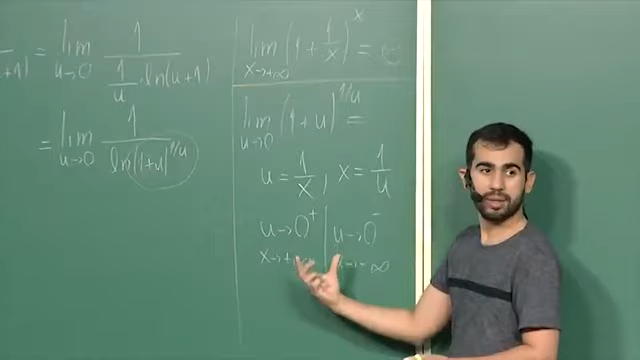 = lim u→0 1 / (1/u · ln(u+1))
= lim u→0 1 / ln(1+u)^1/u
lim x→+∞ (1 + 1/x)^x = e
lim u→0 (1 + u)^1/u =
u = 1/x , x = 1/u
u→0⁺ | u→0⁻
x→+∞ | x→-∞